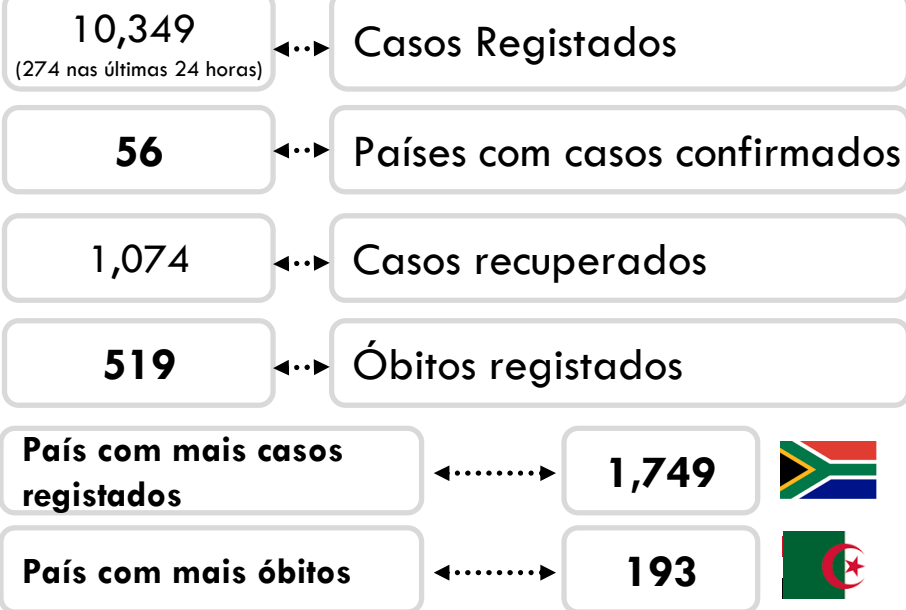 10,349
(274 nas últimas 24 horas)
Casos Registados
56
Países com casos confirmados
1,074
Casos recuperados
519
Óbitos registados
País com mais casos
registados
1,749
País com mais óbitos
193